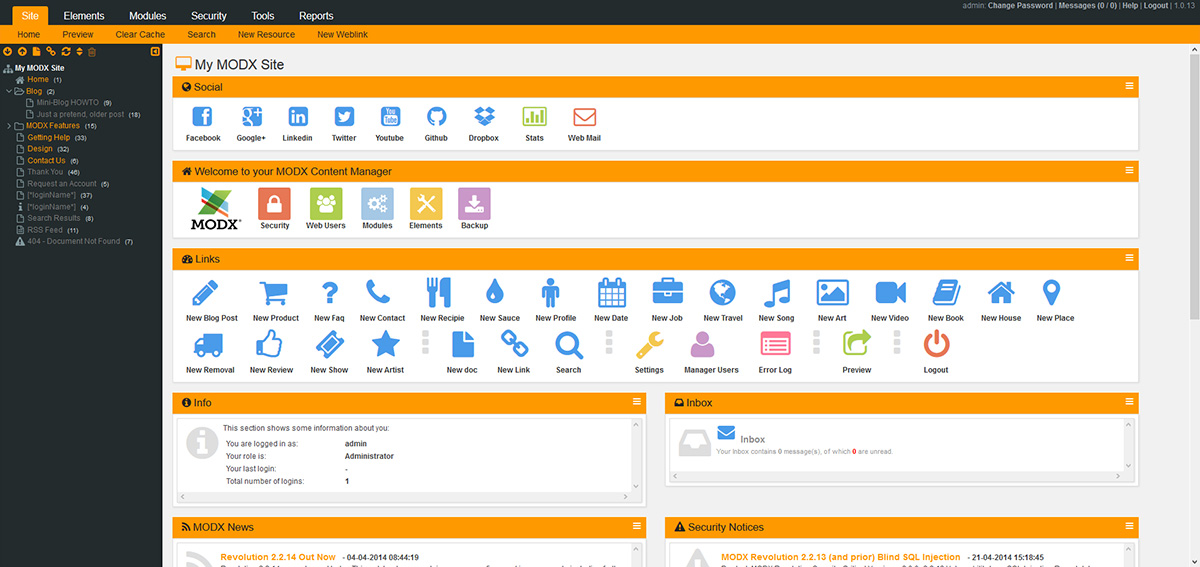 admin: Change Password | Messages (0 / 0) | Help | Logout | 1.0.13
Site Elements Modules Security Tools Reports
Home Preview Clear Cache Search New Resource New Weblink
My MODX Site
Home (1)
Blog (2)
Mini-Blog HOWTO (9)
Just a pretend, older post (18)
MODX Features (15)
Getting Help (33)
Design (32)
Contact Us (6)
Thank You (46)
Request an Account (5)
[*loginName*] (37)
[*loginName*] (4)
Search Results (8)
RSS Feed (11)
404 - Document Not Found (7)
My MODX Site
Social
Facebook Google+ Linkedin Twitter Youtube Github Dropbox Stats Web Mail
Welcome to your MODX Content Manager
MODX Security Web Users Modules Elements Backup
Links
New Blog Post New Product New Faq New Contact New Recipie New Sauce New Profile New Date New Job New Travel New Song New Art New Video New Book New House New Place
New Removal New Review New Show New Artist New doc New Link Search Settings Manager Users Error Log Preview Logout
Info
This section shows some information about you:
You are logged in as: admin
Your role is: Administrator
Your last login: -
Total number of logins: 1
Inbox
Inbox
Your Inbox contains 0 message(s), of which 0 are unread.
MODX News
Revolution 2.2.14 Out Now - 04-04-2014 08:44:19
Security Notices
MODX Revolution 2.2.13 (and prior) Blind SQL Injection - 21-04-2014 15:18:45